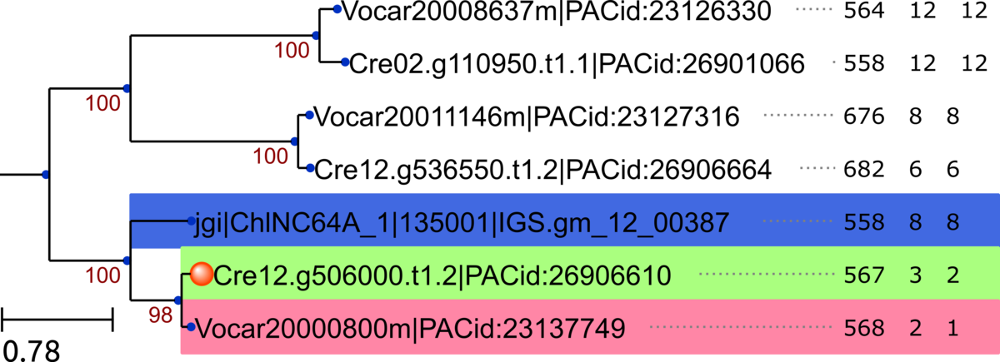 Vocar20008637m|PACid:23126330 564 12 12
100
Cre02.g110950.t1.1|PACid:26901066 558 12 12
100
Vocar20011146m|PACid:23127316 676 8 8
100
Cre12.g536550.t1.2|PACid:26906664 682 6 6
jgi|ChlNC64A_1|135001|IGS.gm_12_00387 558 8 8
100
Cre12.g506000.t1.2|PACid:26906610 567 3 2
98
Vocar20000800m|PACid:23137749 568 2 1
0.78